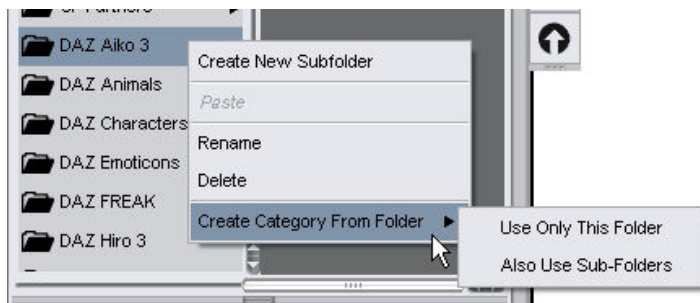 DAZ Aiko 3
DAZ Animals
DAZ Characters
DAZ Emoticons
DAZ FREAK
DAZ Hiro 3
Create New Subfolder
Paste
Rename
Delete
Create Category From Folder
Use Only This Folder
Also Use Sub-Folders